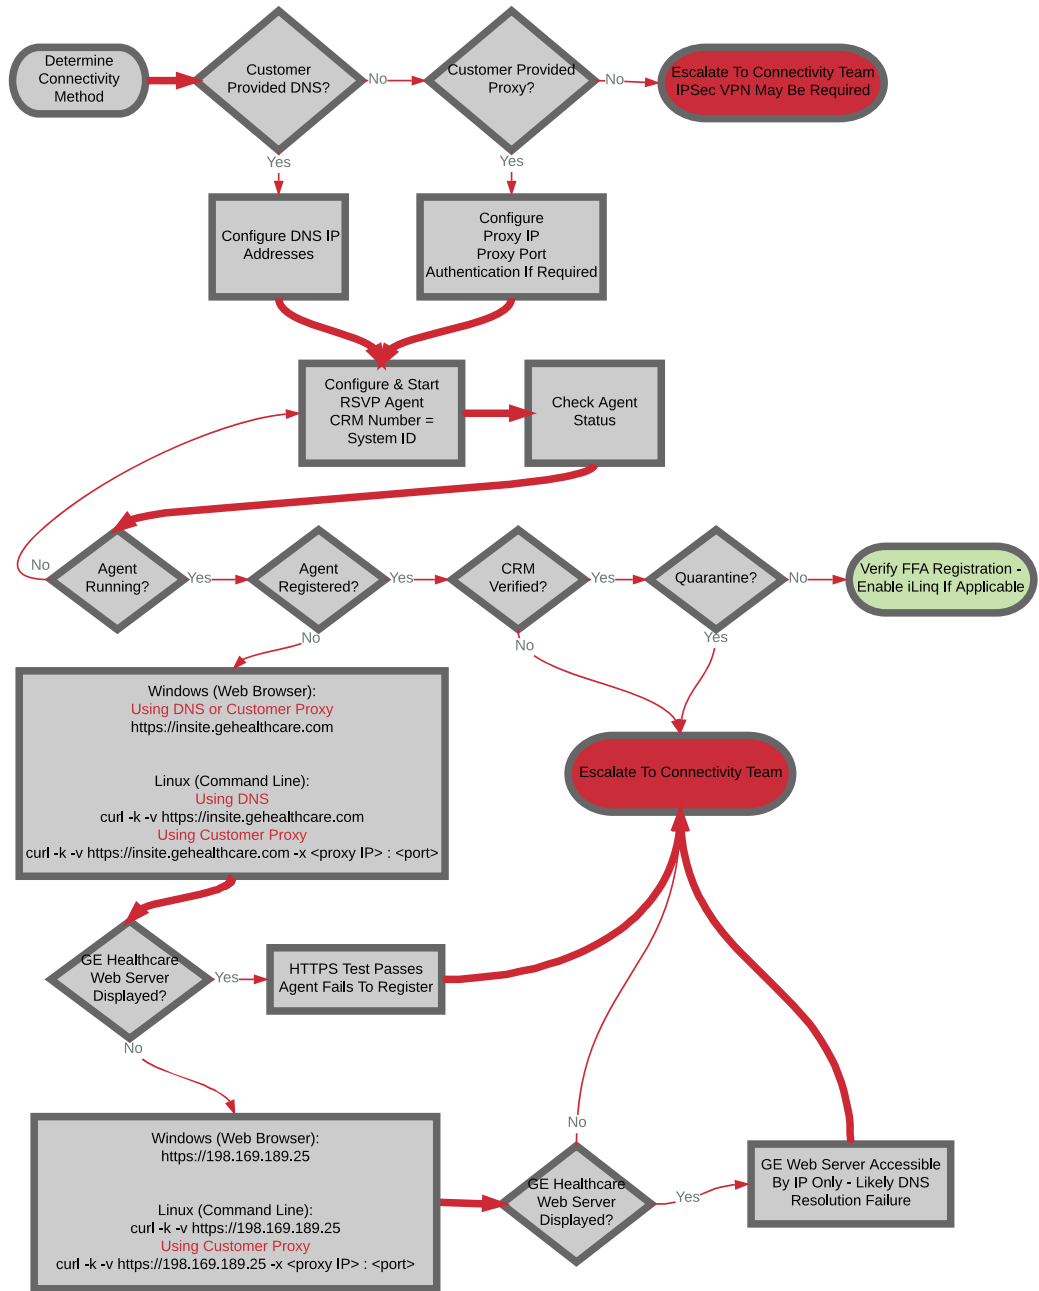 Determine
Connectivity
Method
Customer
Provided DNS?
No
Customer Provided
Proxy?
No
Escalate To Connectivity Team
IPSec VPN May Be Required
Yes
Yes
Configure DNS IP
Addresses
Configure
Proxy IP
Proxy Port
Authentication If Required
Configure & Start
RSVP Agent
CRM Number =
System ID
Check Agent
Status
No
Agent
Running?
Yes
Agent
Registered?
Yes
CRM
Verified?
Yes
Quarantine?
No
Verify FFA Registration -
Enable iLinq If Applicable
No
No
Yes
Windows (Web Browser):
Using DNS or Customer Proxy
https://insite.gehealthcare.com
Linux (Command Line):
Using DNS
curl -k -v https://insite.gehealthcare.com
Using Customer Proxy
curl -k -v https://insite.gehealthcare.com -x <proxy IP> : <port>
Escalate To Connectivity Team
GE Healthcare
Web Server
Displayed?
Yes
HTTPS Test Passes
Agent Fails To Register
No
Windows (Web Browser):
https://198.169.189.25
Linux (Command Line):
curl -k -v https://198.169.189.25
Using Customer Proxy
curl -k -v https://198.169.189.25 -x <proxy IP> : <port>
No
GE Healthcare
Web Server
Displayed?
Yes
GE Web Server Accessible
By IP Only - Likely DNS
Resolution Failure